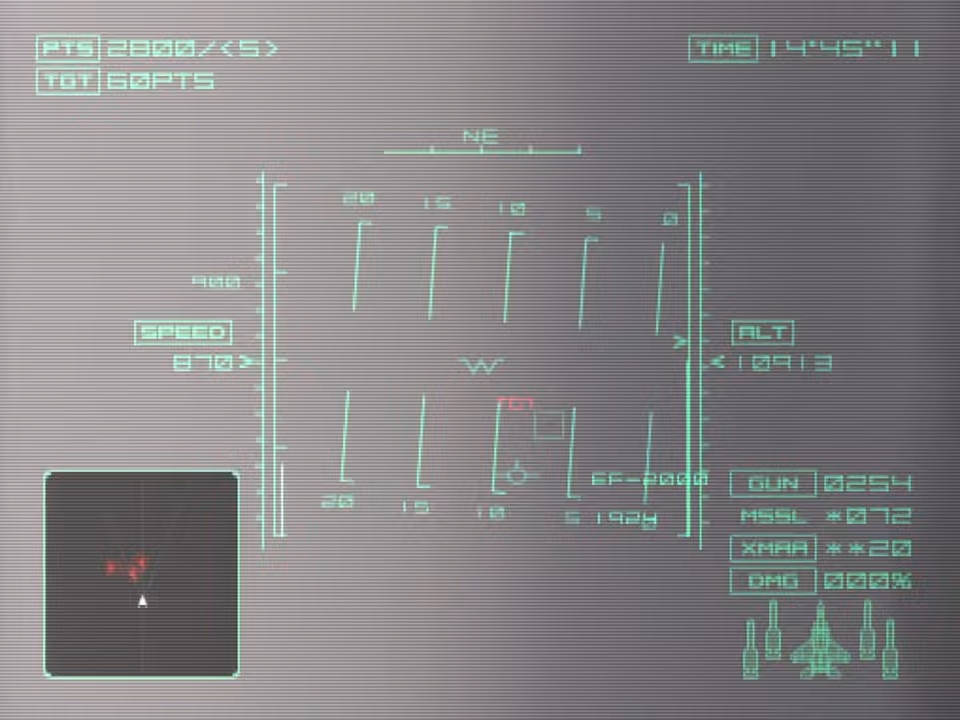 PTS 2800/<5>
TIME 14"45"11
TGT 60PTS
NE
20 15 10 5 0
900
SPEED
ALT
870>
<10913
TGT
EF-2000
GUN 0254
20 15 10 5 1924
MSSL *072
XMAA **20
DMG 000%